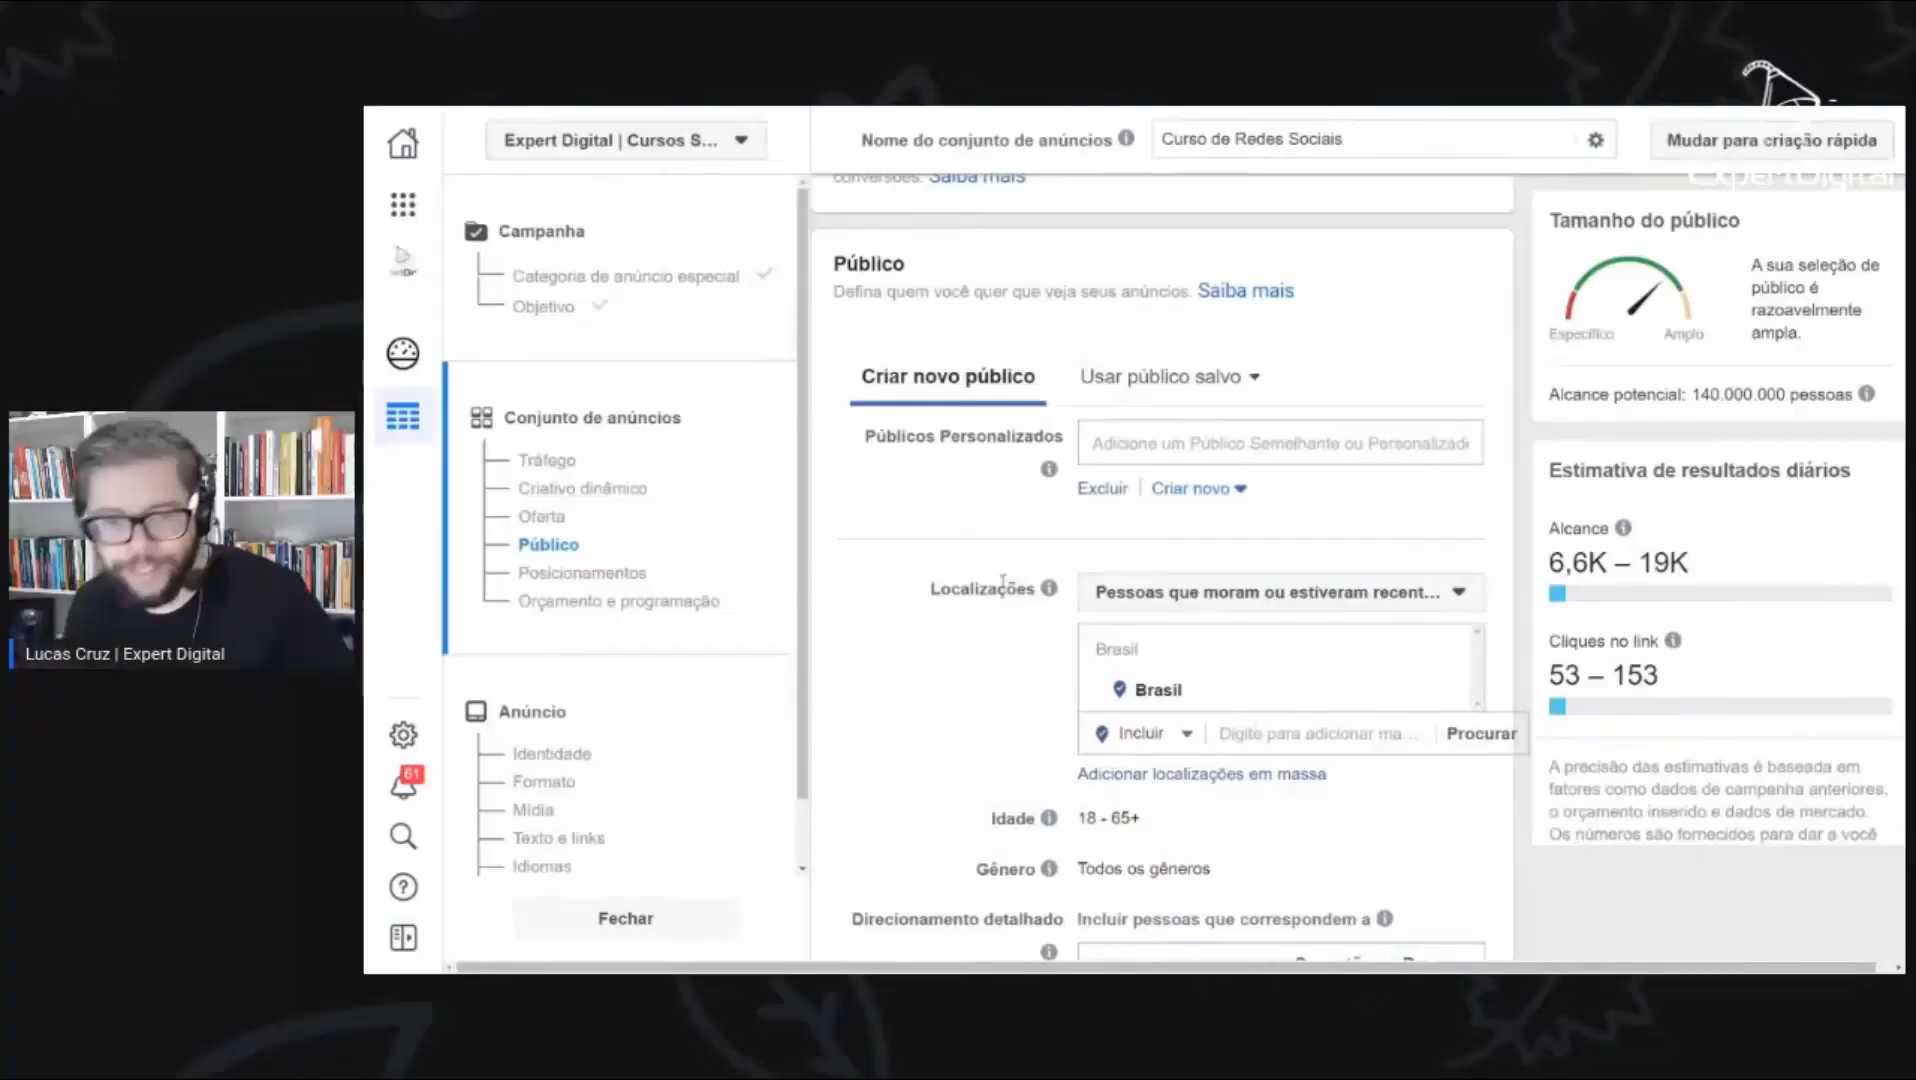 Expert Digital | Cursos S...
Nome do conjunto de anúncios
Curso de Redes Sociais
Mudar para criação rápida
ExpertDigital
conversões. Saiba mais
Campanha
Categoria de anúncio especial
Objetivo
Conjunto de anúncios
Tráfego
Criativo dinâmico
Oferta
Público
Posicionamentos
Orçamento e programação
Anúncio
Identidade
Formato
Mídia
Texto e links
Idiomas
Fechar
61
Público
Defina quem você quer que veja seus anúncios. Saiba mais
Criar novo público
Usar público salvo
Públicos Personalizados
Adicione um Público Semelhante ou Personalizado
Excluir
Criar novo
Localizações
Pessoas que moram ou estiveram recent...
Brasil
Brasil
Incluir
Digite para adicionar ma ...
Procurar
Adicionar localizações em massa
Idade
18 - 65+
Gênero
Todos os gêneros
Direcionamento detalhado
Incluir pessoas que correspondem a
Tamanho do público
Específico
Amplo
A sua seleção de
público é
razoavelmente
ampla.
Alcance potencial: 140.000.000 pessoas
Estimativa de resultados diários
Alcance
6,6K – 19K
Cliques no link
53 – 153
A precisão das estimativas é baseada em
fatores como dados de campanha anteriores,
o orçamento inserido e dados de mercado.
Os números são fornecidos para dar a você
Lucas Cruz | Expert Digital